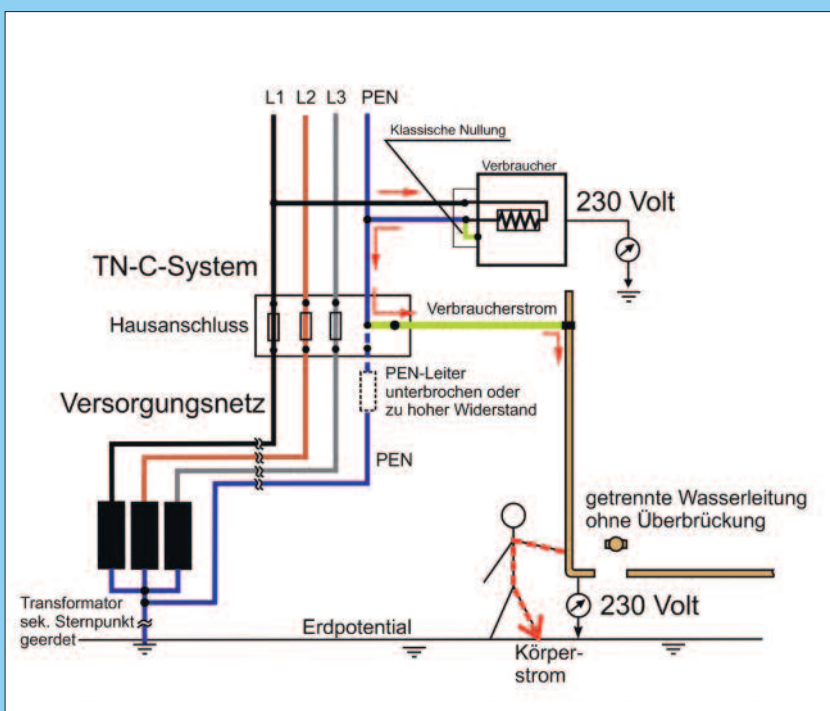 L1 L2 L3 PEN
Klassische Nullung
Verbraucher
230 Volt
TN-C-System
Hausanschluss
Verbraucherstrom
PEN-Leiter
unterbrochen oder
zu hoher Widerstand
Versorgungsnetz
PEN
getrennte Wasserleitung
ohne Überbrückung
Transformator
sek. Sternpunkt
geerdet
230 Volt
Erdpotential
Körper-
strom